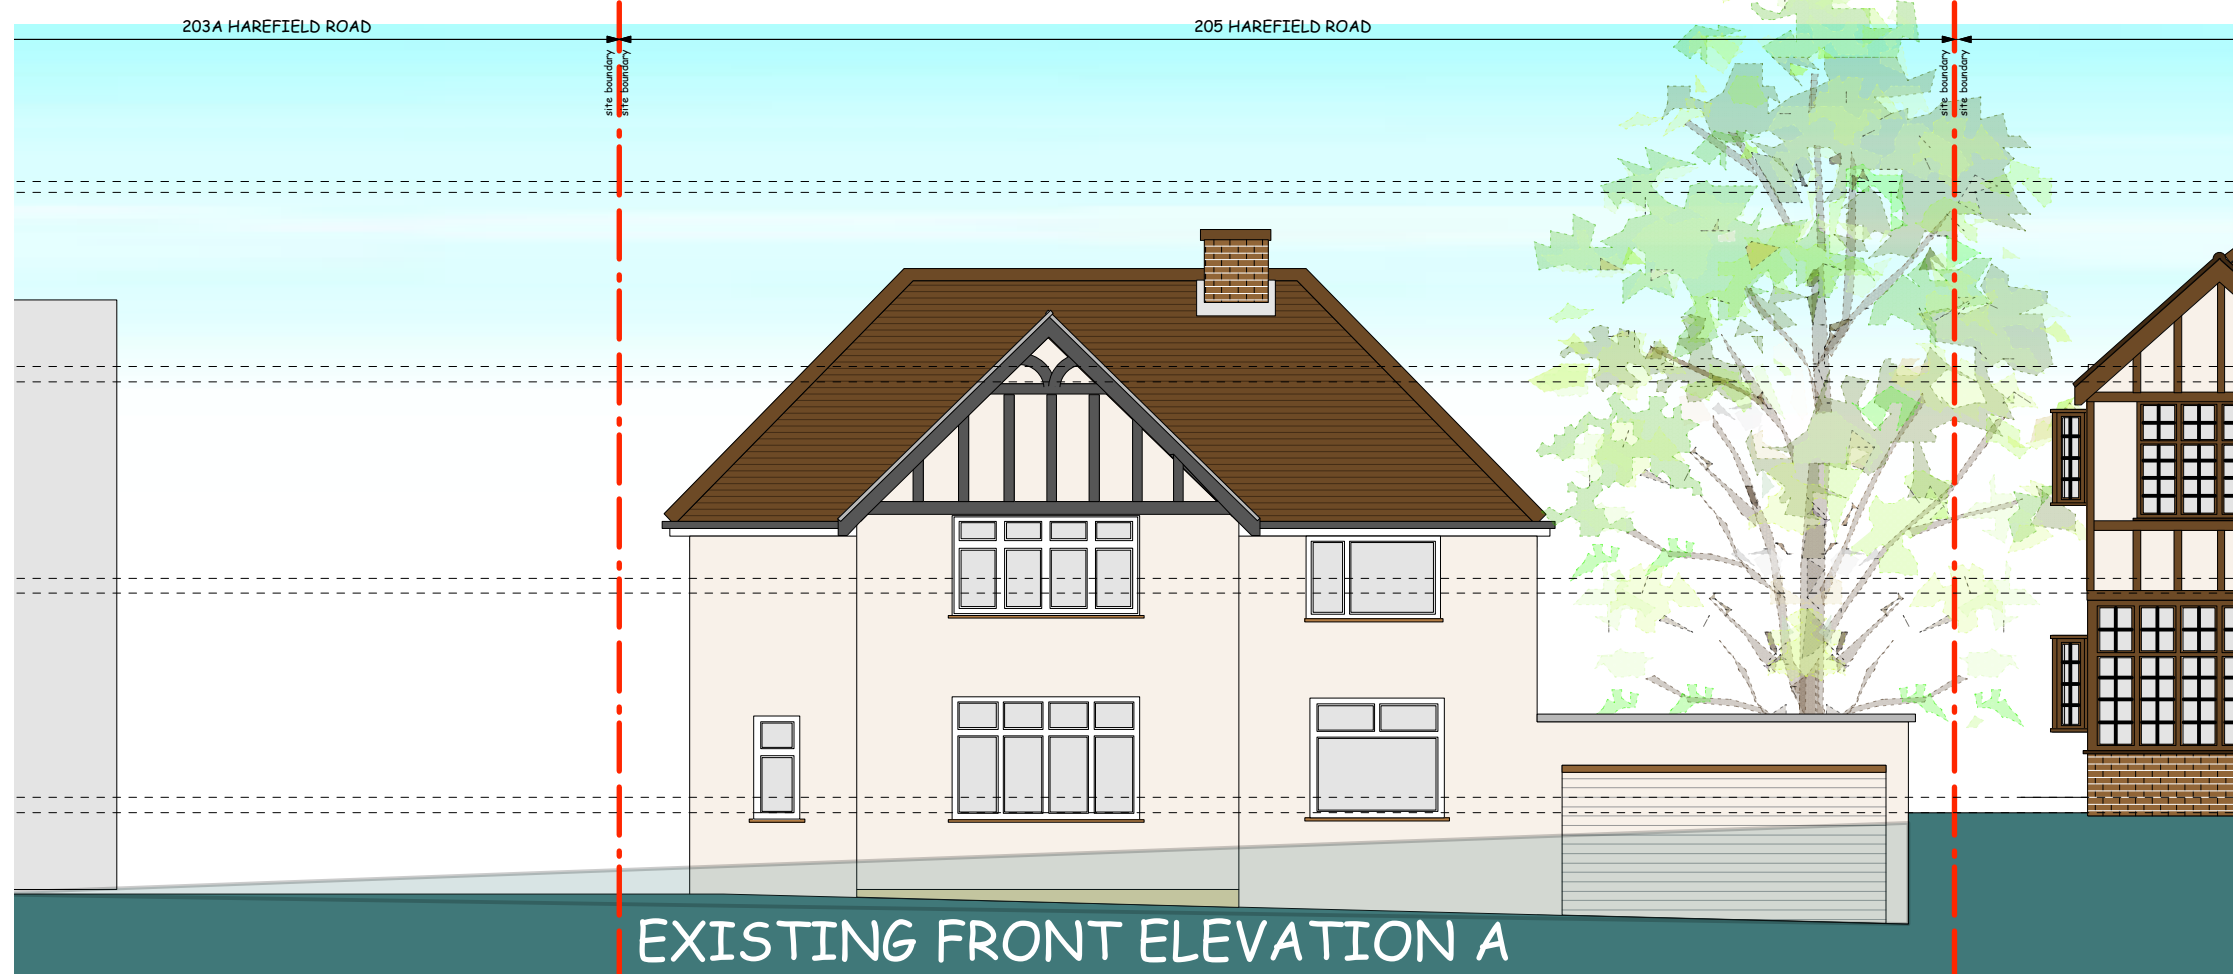 203A HAREFIELD ROAD
205 HAREFIELD ROAD
site boundary
site boundary
site boundary
site boundary
EXISTING FRONT ELEVATION A